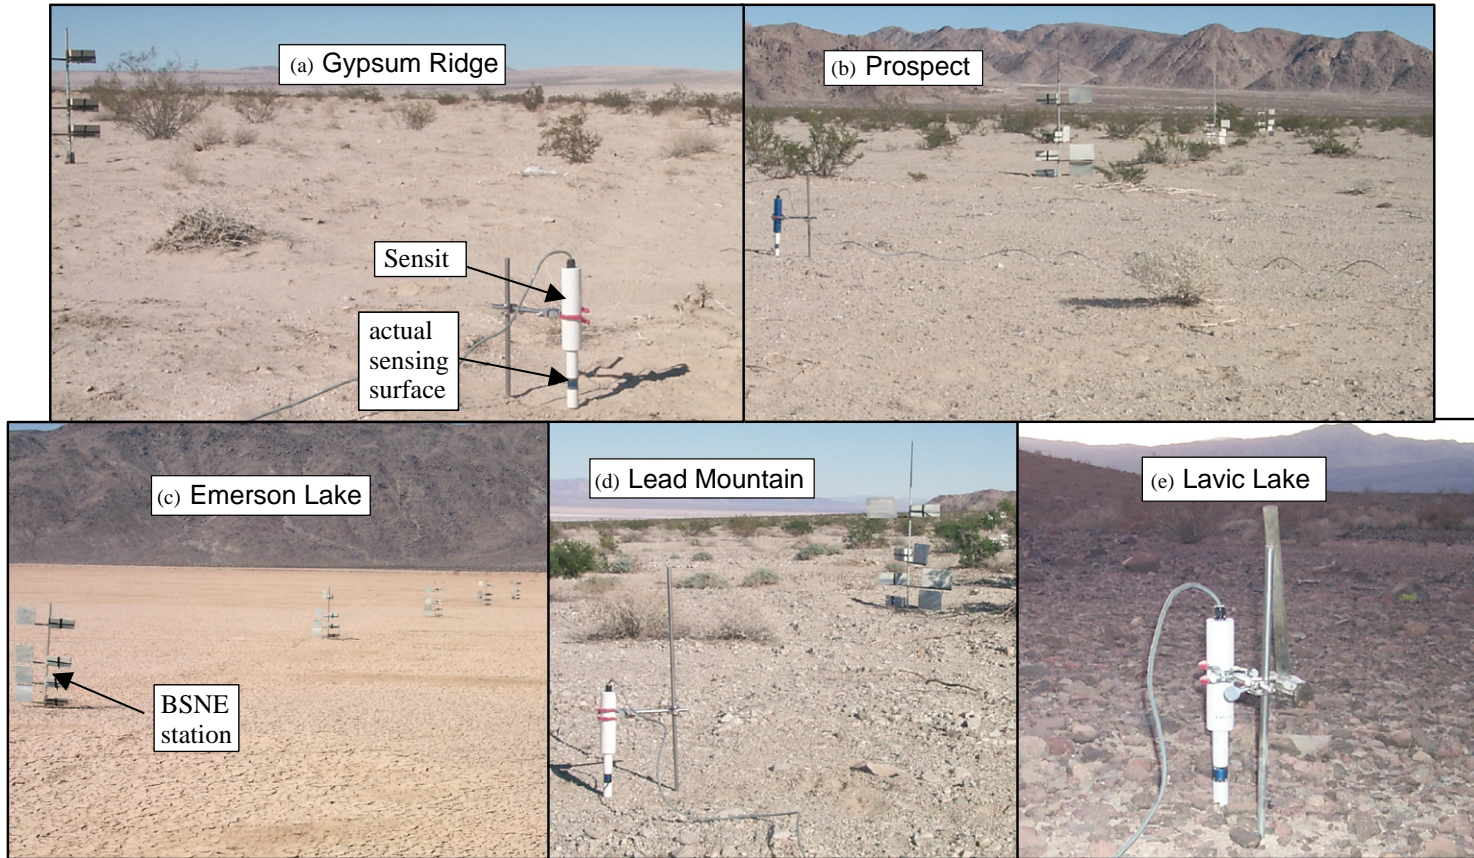 (a) Gypsum Ridge
(b) Prospect
Sensit
actual
sensing
surface
(c) Emerson Lake
(d) Lead Mountain
(e) Lavic Lake
BSNE
station